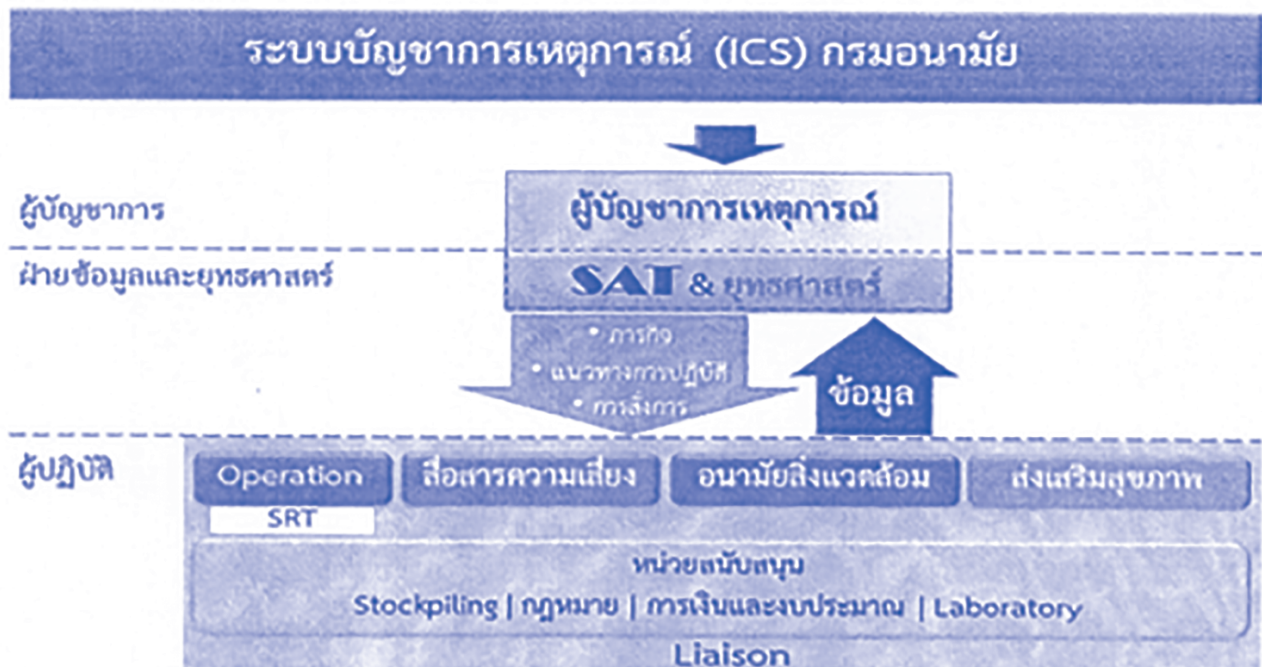 ระบบบัญชาการเหตุการณ์ (ICS) กรมอนามัย
ผู้บัญชาการ
ผู้บัญชาการเหตุการณ์
ฝ่ายข้อมูลและยุทธศาสตร์
SAT & ยุทธศาสตร์
• ภารกิจ
• แนวทางการปฏิบัติ
• การสั่งการ
ข้อมูล
ผู้ปฏิบัติ
Operation
สื่อสารความเสี่ยง
อนามัยสิ่งแวดล้อม
ส่งเสริมสุขภาพ
SRT
หน่วยสนับสนุน
Stockpiling | กฎหมาย | การเงินและงบประมาณ | Laboratory
Liaison